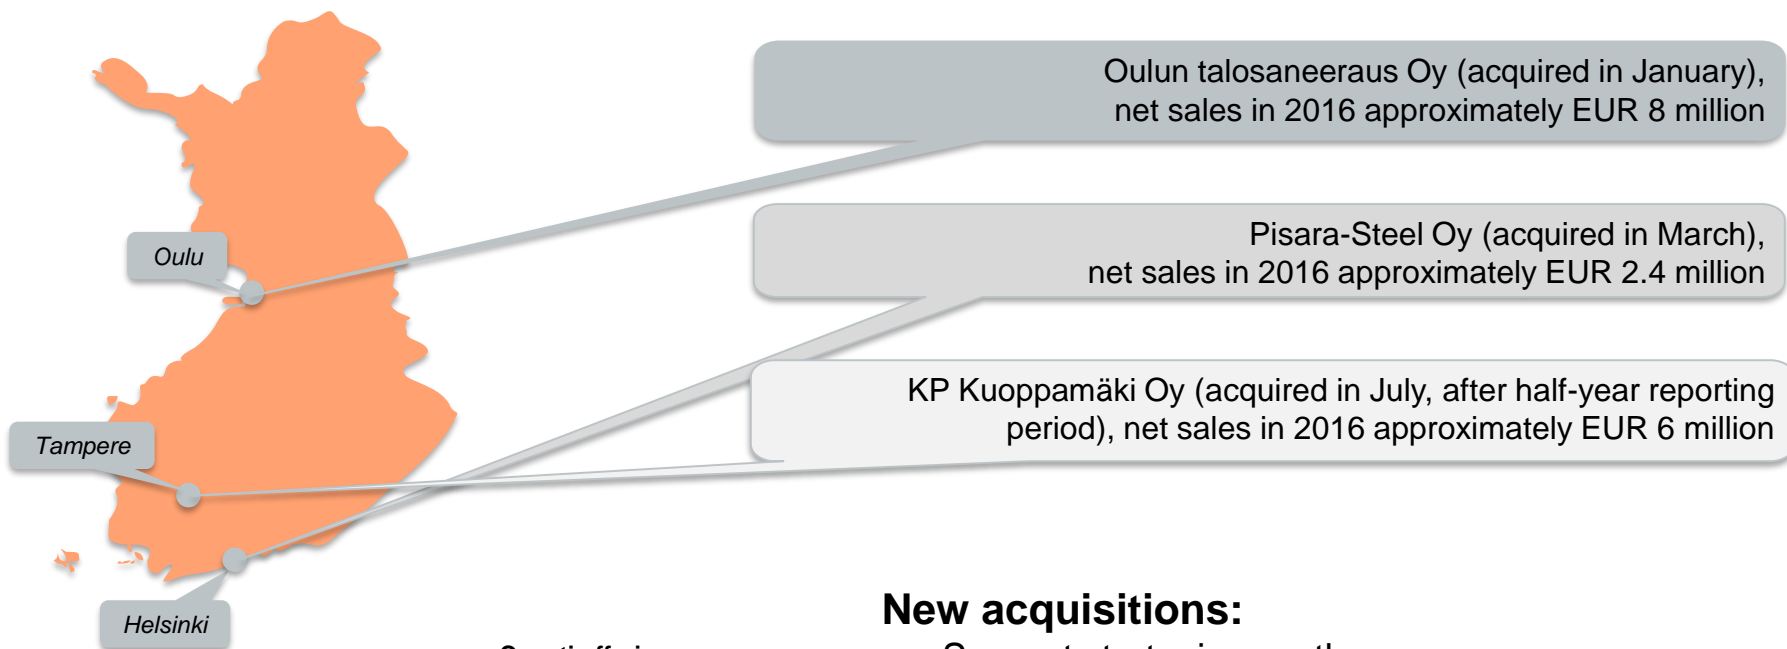 Oulun talosaneeraus Oy (acquired in January),
net sales in 2016 approximately EUR 8 million
Pisara-Steel Oy (acquired in March),
net sales in 2016 approximately EUR 2.4 million
Oulu
KP Kuoppamäki Oy (acquired in July, after half-year reporting
period), net sales in 2016 approximately EUR 6 million
Tampere
Helsinki
New acquisitions: